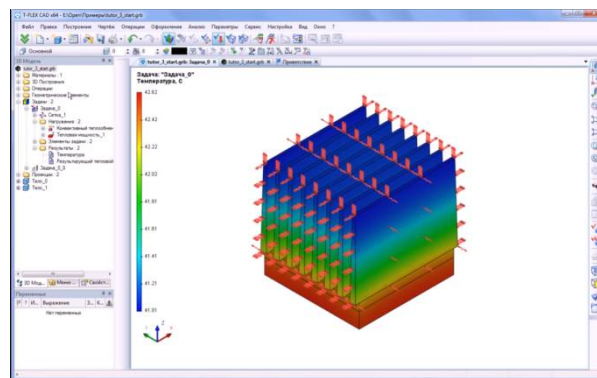 T-FLEX CAD x64 - E:\Open\Примеры\tutor_3_start.grb
Файл Правка Построения Чертёж Операции Оформление Анализ Параметры Сервис Настройка Вид Окно ?
Основной
3D Модель
tutor_3_start.grb: Задача_0
tutor_3_start.grb
Приветствие
tutor_3_start.grb
Материалы : 1
3D Построения
Операции
Геометрические элементы
Задачи : 2
Задача_0
Сетка_1
Нагружения : 2
Конвективный теплообмен
Тепловая мощность_1
Элементы задачи : 2
Результаты : 2
Температура
Результирующий тепловой
Задача_0_0
Проекции : 2
Тело_0
Тело_1
Задача: "Задача_0"
Температура, C
42.82
42.62
42.42
42.22
42.02
41.81
41.61
41.41
41.21
41.01
3D Мод...
Меню ...
Свойст...
Переменные
? И.. Выражение З...
Нет переменных
Z